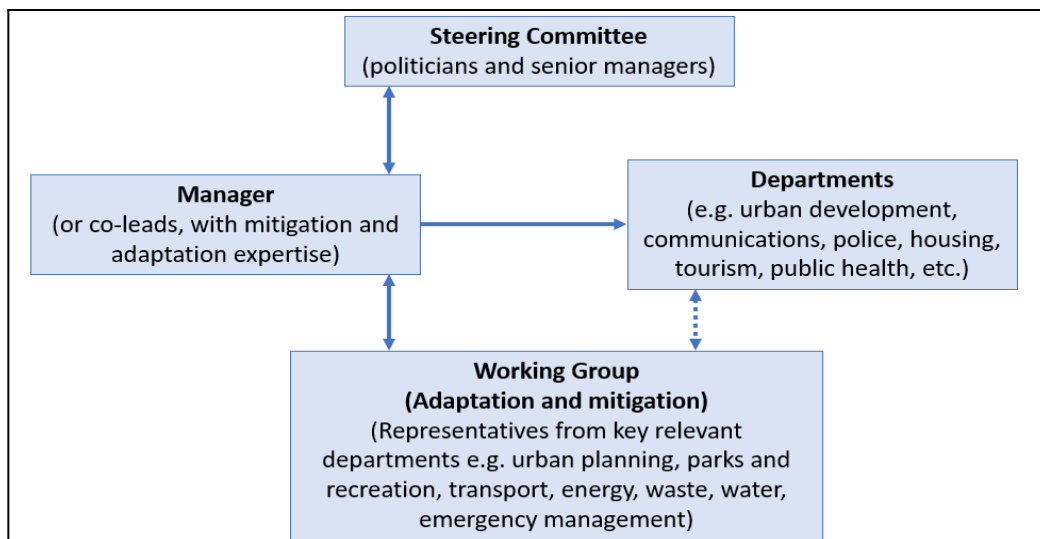 Steering Committee
(politicians and senior managers)
Manager
(or co-leads, with mitigation and
adaptation expertise)
Departments
(e.g. urban development,
communications, police, housing,
tourism, public health, etc.)
Working Group
(Adaptation and mitigation)
(Representatives from key relevant
departments e.g. urban planning, parks and
recreation, transport, energy, waste, water,
emergency management)